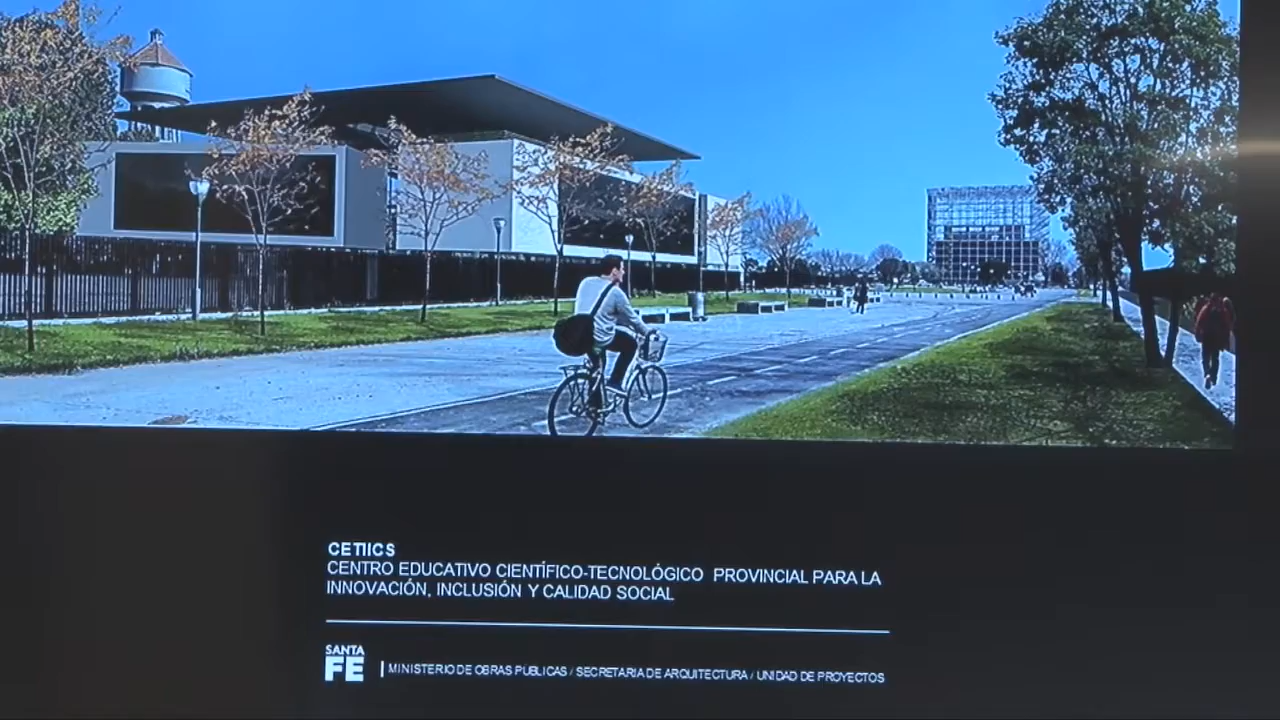 CETIICS
CENTRO EDUCATIVO CIENTÍFICO-TECNOLÓGICO PROVINCIAL PARA LA
INNOVACIÓN, INCLUSIÓN Y CALIDAD SOCIAL
SANTA
FE
MINISTERIO DE OBRAS PÚBLICAS / SECRETARIA DE ARQUITECTURA / UNIDAD DE PROYECTOS